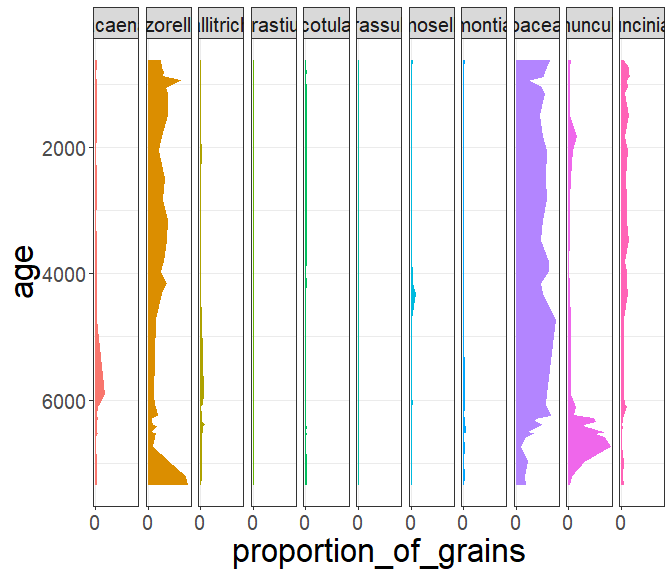 caen zorell llitrich rastiu cotula rassu nosel montia pacea nuncu ncinia
2000
4000
6000
age
0 0 0 0 0 0 0 0 0 0 0
proportion_of_grains